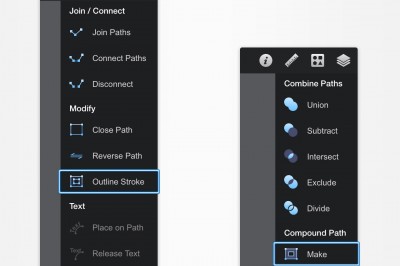 Join / Connect
Join Paths
Connect Paths
Disconnect
Modify
Close Path
Reverse Path
Outline Stroke
Text
Place on Path
Release Text
Combine Paths
Union
Subtract
Intersect
Exclude
Divide
Compound Path
Make